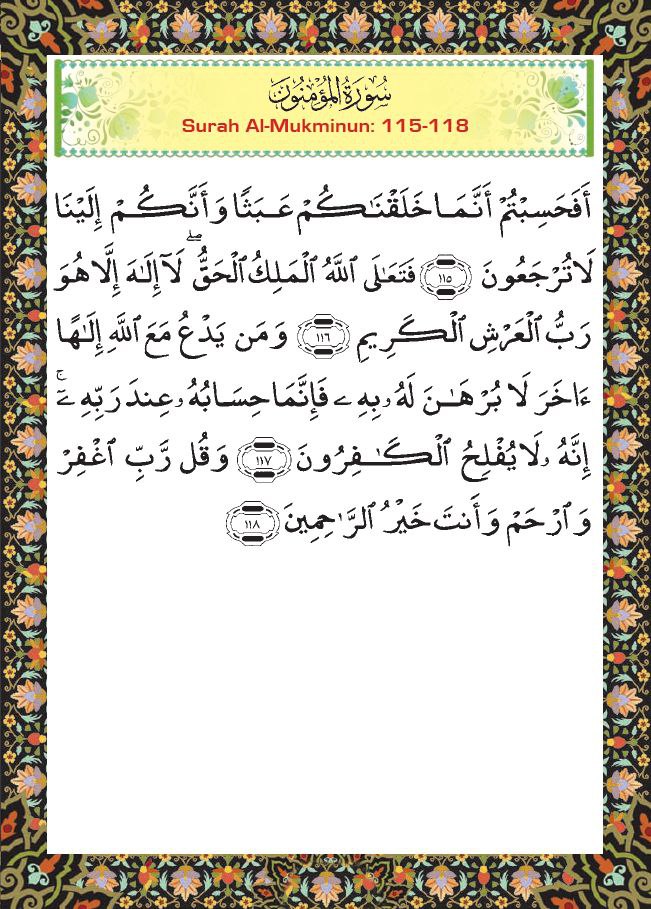 سُورَةُ المُؤْمِنُونَ
Surah Al-Mukminun: 115-118
أَفَحَسِبْتُمْ أَنَّمَا خَلَقْنَٰكُمْ عَبَثًا وَأَنَّكُمْ إِلَيْنَا
لَا تُرْجَعُونَ ١١٥ فَتَعَٰلَى ٱللَّهُ ٱلْمَلِكُ ٱلْحَقُّ ۖ لَآ إِلَٰهَ إِلَّا هُوَ
رَبُّ ٱلْعَرْشِ ٱلْكَرِيمِ ١١٦ وَمَن يَدْعُ مَعَ ٱللَّهِ إِلَٰهًا
ءَاخَرَ لَا بُرْهَٰنَ لَهُۥ بِهِۦ فَإِنَّمَا حِسَابُهُۥ عِندَ رَبِّهِۦٓ ۚ
إِنَّهُۥ لَا يُفْلِحُ ٱلْكَٰفِرُونَ ١١٧ وَقُل رَّبِّ ٱغْفِرْ
وَٱرْحَمْ وَأَنتَ خَيْرُ ٱلرَّٰحِمِينَ ١١٨